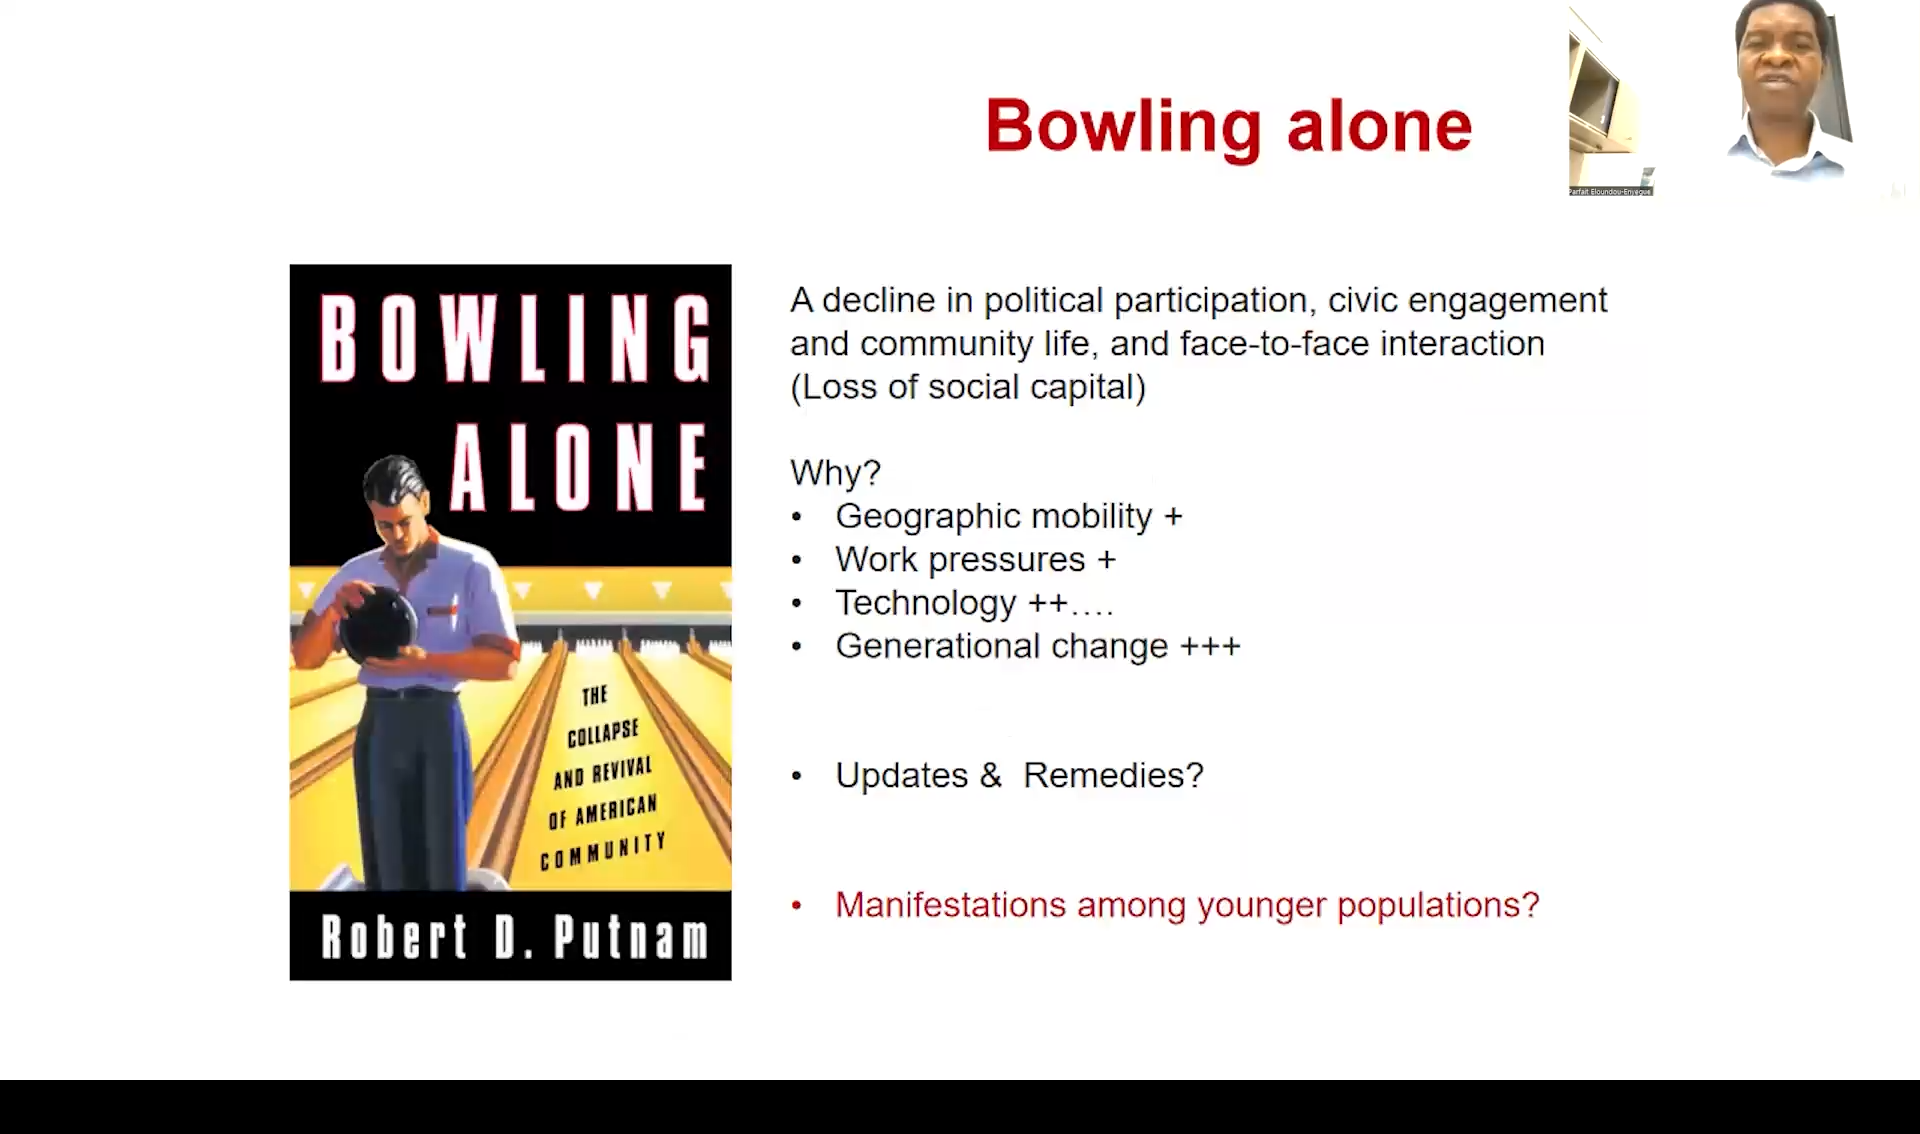 Bowling alone
Parfait Eloundou-Enyegue
BOWLING
ALONE
THE
COLLAPSE
AND REVIVAL
OF AMERICAN
COMMUNITY
Robert D. Putnam
A decline in political participation, civic engagement
and community life, and face-to-face interaction
(Loss of social capital)
Why?
• Geographic mobility +
• Work pressures +
• Technology ++….
• Generational change +++
• Updates &  Remedies?
• Manifestations among younger populations?